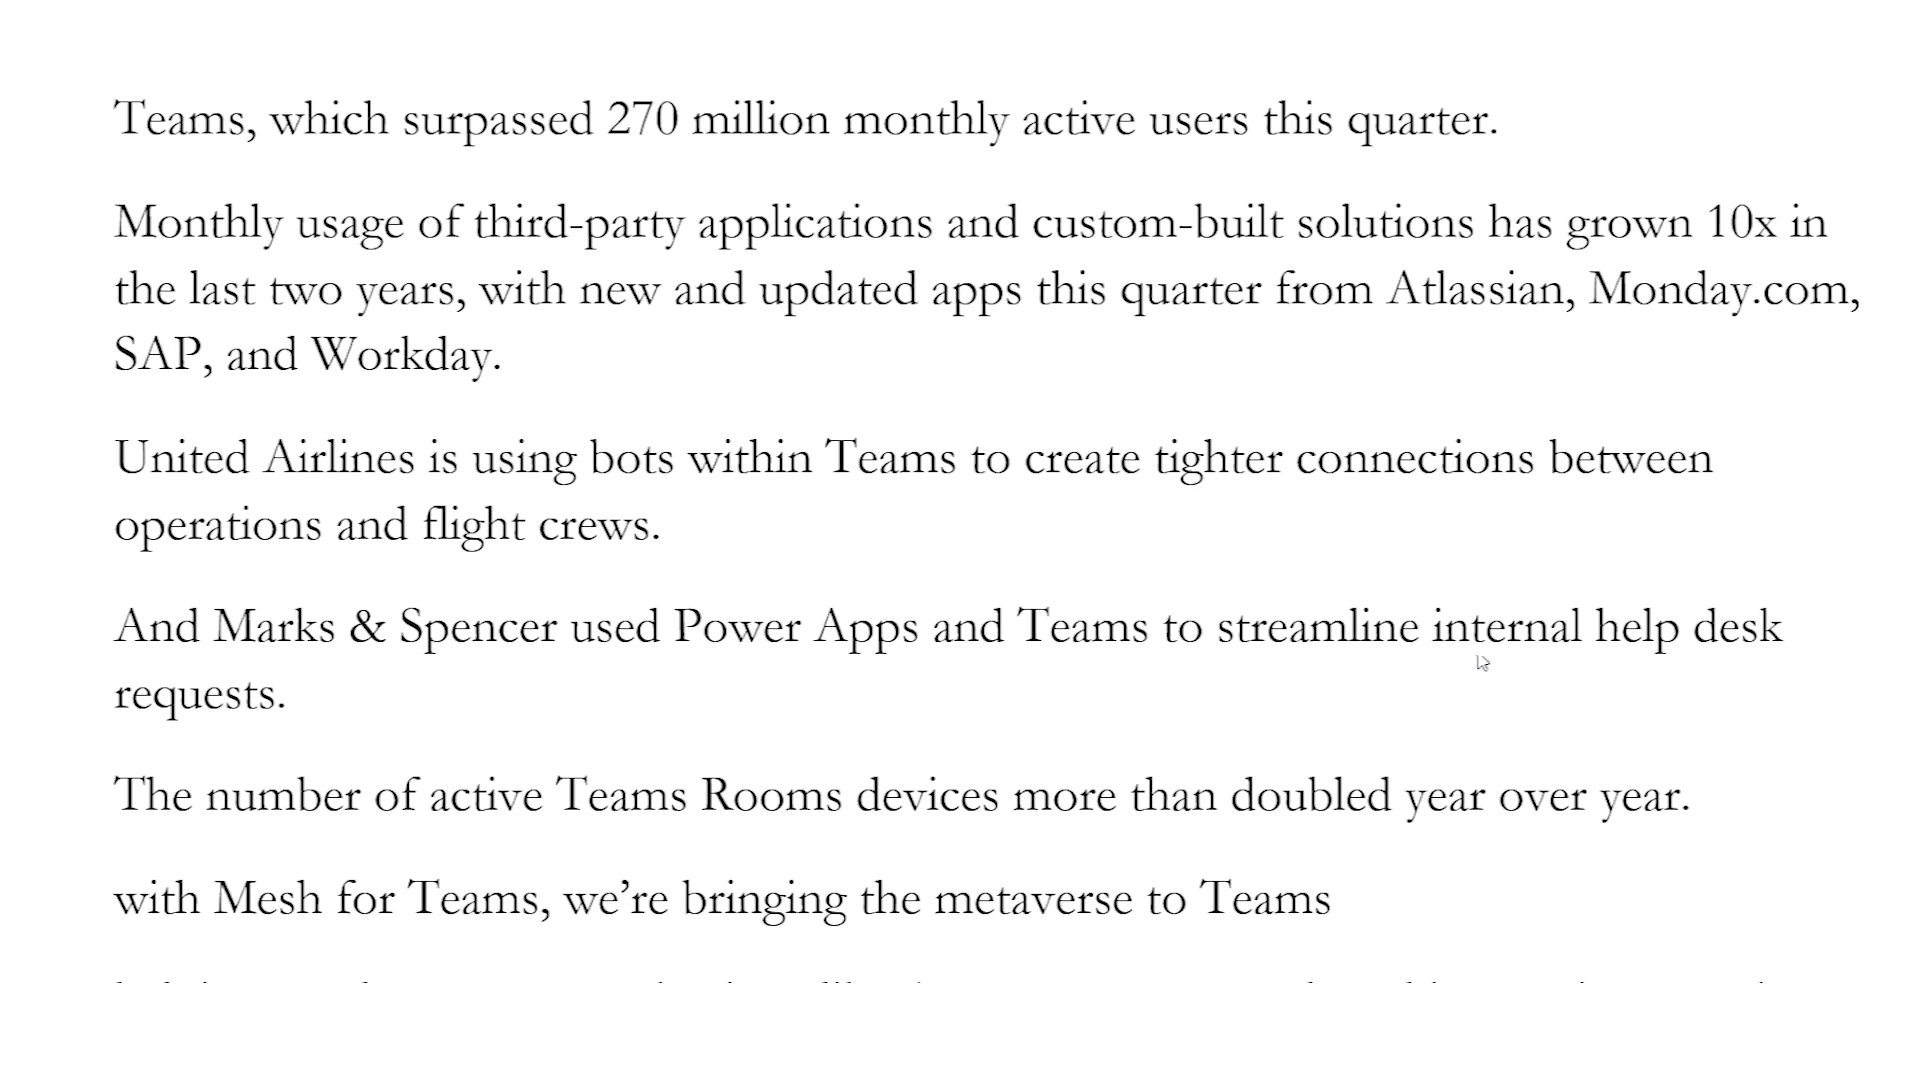 Teams, which surpassed 270 million monthly active users this quarter.
Monthly usage of third-party applications and custom-built solutions has grown 10x in
the last two years, with new and updated apps this quarter from Atlassian, Monday.com,
SAP, and Workday.
United Airlines is using bots within Teams to create tighter connections between
operations and flight crews.
And Marks & Spencer used Power Apps and Teams to streamline internal help desk
requests.
The number of active Teams Rooms devices more than doubled year over year.
with Mesh for Teams, we’re bringing the metaverse to Teams